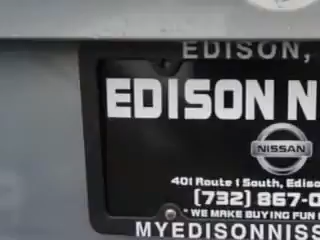 EDISON,
EDISON N
NISSAN
401 Route 1 South, Ediso
(732) 867-0
" WE MAKE BUYING FUN
MYEDISONNISS